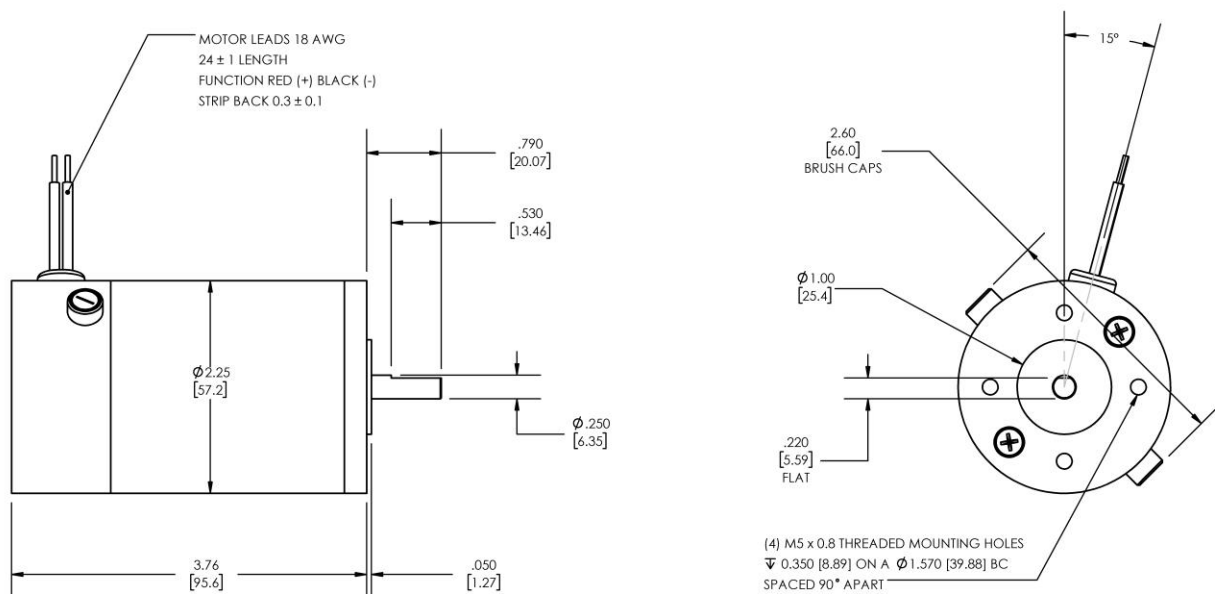 MOTOR LEADS 18 AWG
24 ± 1 LENGTH
FUNCTION RED (+) BLACK (-)
STRIP BACK 0.3 ± 0.1
.790
[20.07]
.530
[13.46]
⌀2.25
[57.2]
⌀.250
[6.35]
3.76
[95.6]
.050
[1.27]
15°
2.60
[66.0]
BRUSH CAPS
⌀1.00
[25.4]
.220
[5.59]
FLAT
(4) M5 x 0.8 THREADED MOUNTING HOLES
↧ 0.350 [8.89] ON A ⌀1.570 [39.88] BC
SPACED 90° APART